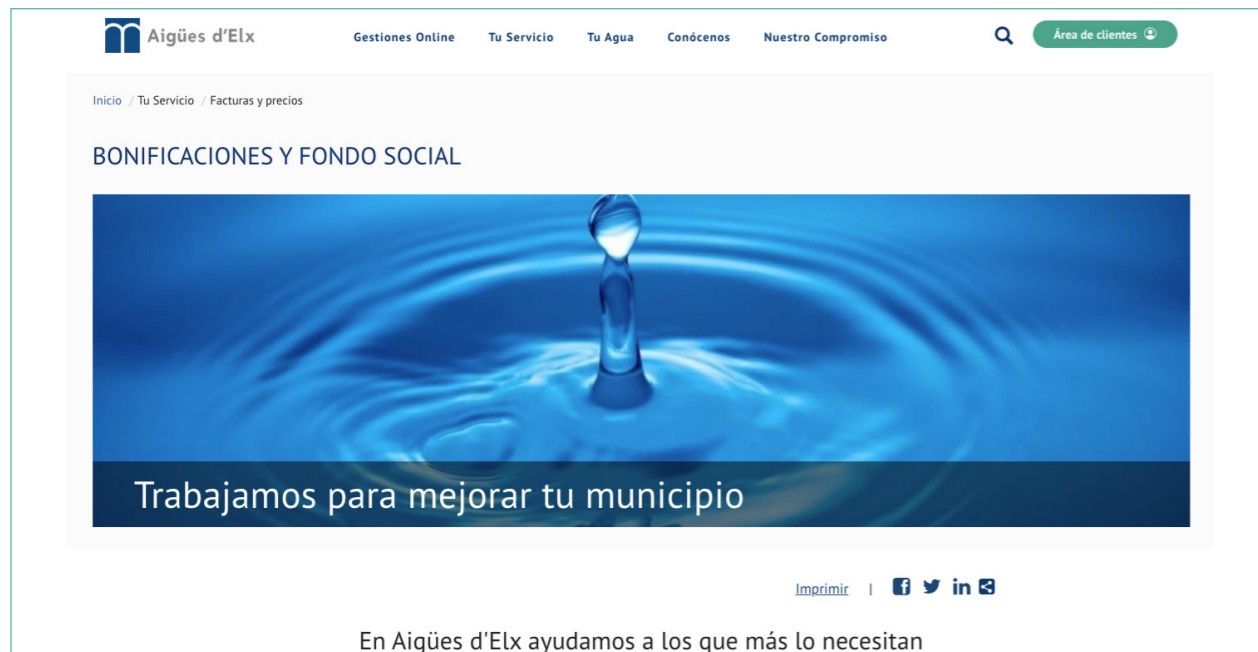 Aigües d'Elx
Gestiones Online Tu Servicio Tu Agua Conócenos Nuestro Compromiso
Área de clientes
Inicio / Tu Servicio / Facturas y precios
BONIFICACIONES Y FONDO SOCIAL
Trabajamos para mejorar tu municipio
Imprimir |
En Aigües d'Elx ayudamos a los que más lo necesitan